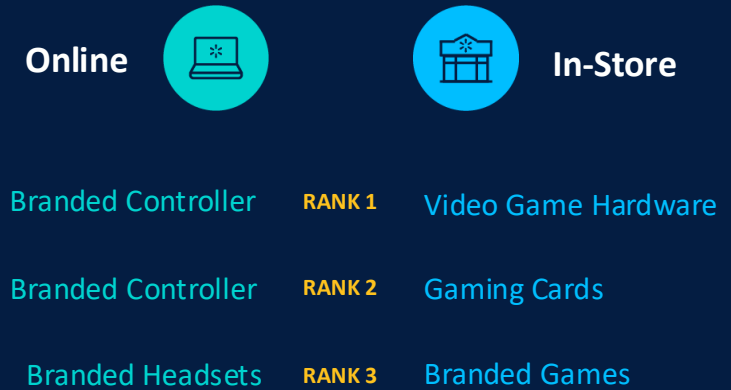 Online
In-Store
Branded Controller RANK 1 Video Game Hardware
Branded Controller RANK 2 Gaming Cards
Branded Headsets RANK 3 Branded Games